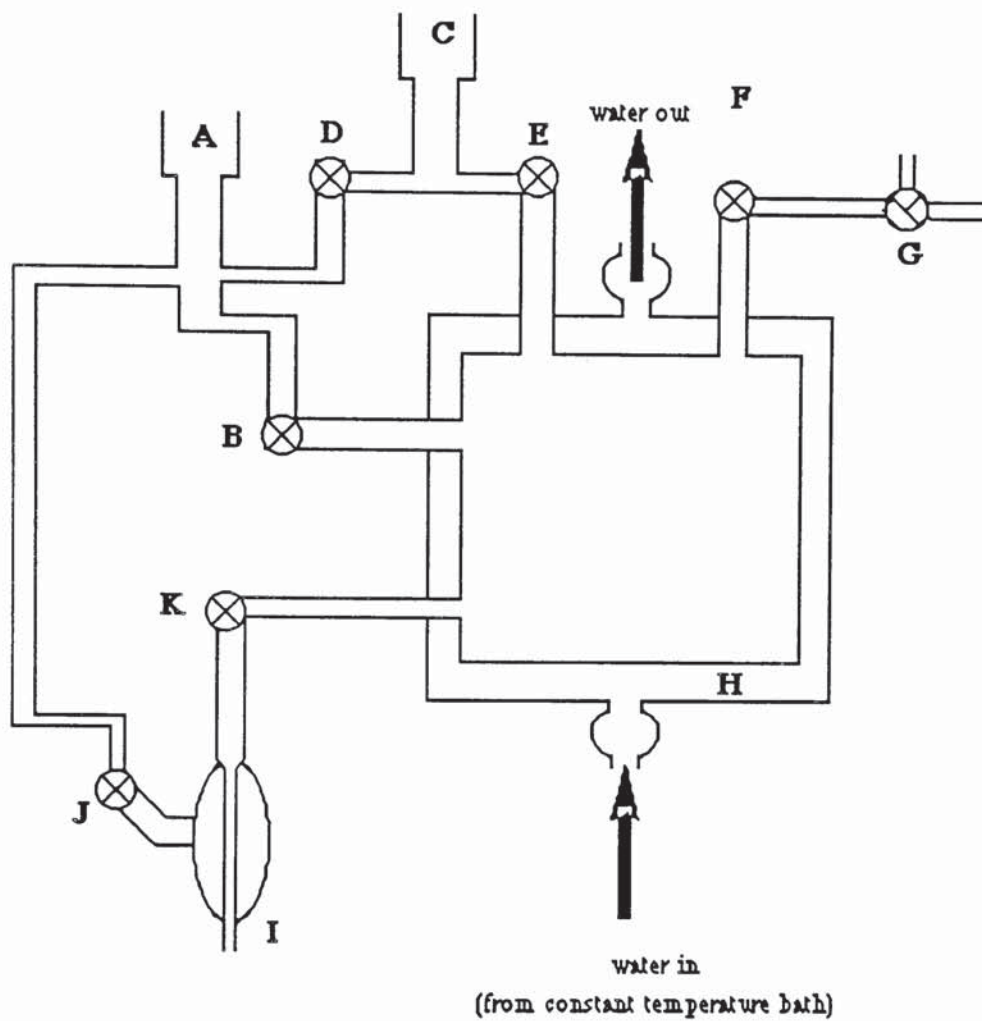 C
F
water out
A
D
E
G
B
K
H
J
I
water in
(from constant temperature bath)